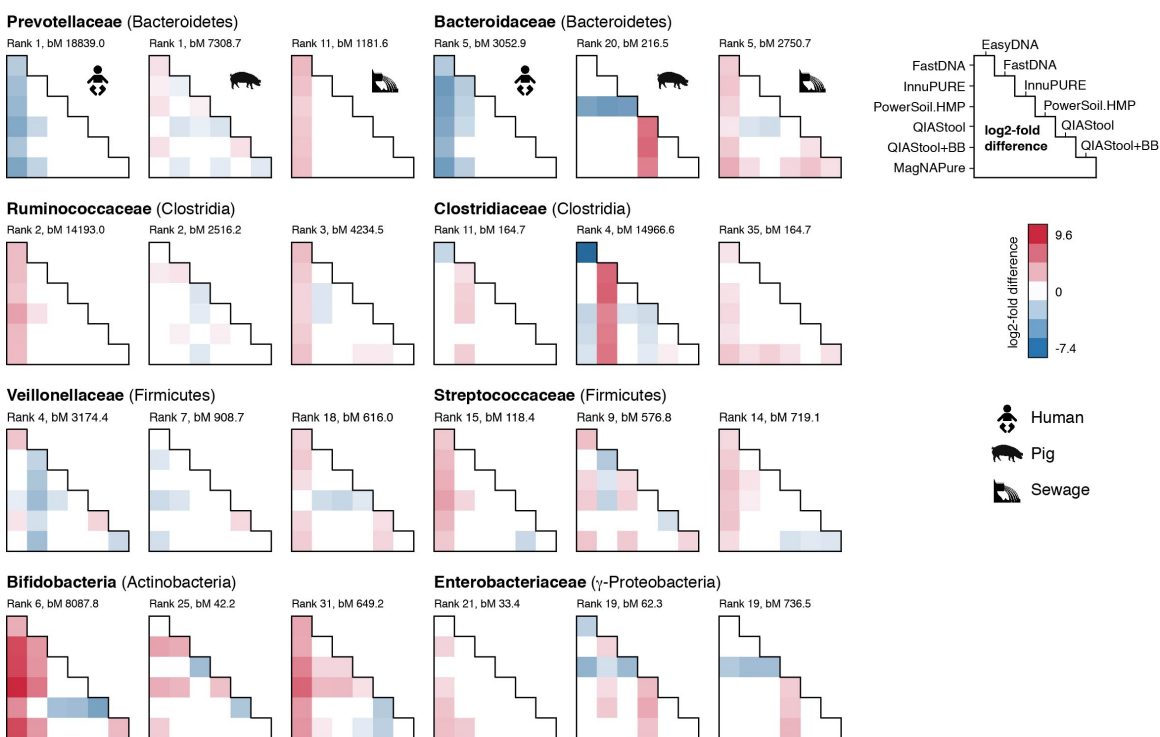 Prevotellaceae (Bacteroidetes)
Rank 1, bM 18839.0
Rank 1, bM 7308.7
Rank 11, bM 1181.6
Bacteroidaceae (Bacteroidetes)
Rank 5, bM 3052.9
Rank 20, bM 216.5
Rank 5, bM 2750.7
EasyDNA
FastDNA
FastDNA
InnuPURE
InnuPURE
PowerSoil.HMP
PowerSoil.HMP
QIAStool
QIAStool
QIAStool+BB
QIAStool+BB
MagNAPure
log2-fold
difference
Ruminococcaceae (Clostridia)
Rank 2, bM 14193.0
Rank 2, bM 2516.2
Rank 3, bM 4234.5
Clostridiaceae (Clostridia)
Rank 11, bM 164.7
Rank 4, bM 14966.6
Rank 35, bM 164.7
log2-fold difference
9.6
0
-7.4
Veillonellaceae (Firmicutes)
Rank 4, bM 3174.4
Rank 7, bM 908.7
Rank 18, bM 616.0
Streptococcaceae (Firmicutes)
Rank 15, bM 118.4
Rank 9, bM 576.8
Rank 14, bM 719.1
Human
Pig
Sewage
Bifidobacteria (Actinobacteria)
Rank 6, bM 8087.8
Rank 25, bM 42.2
Rank 31, bM 649.2
Enterobacteriaceae (γ-Proteobacteria)
Rank 21, bM 33.4
Rank 19, bM 62.3
Rank 19, bM 736.5